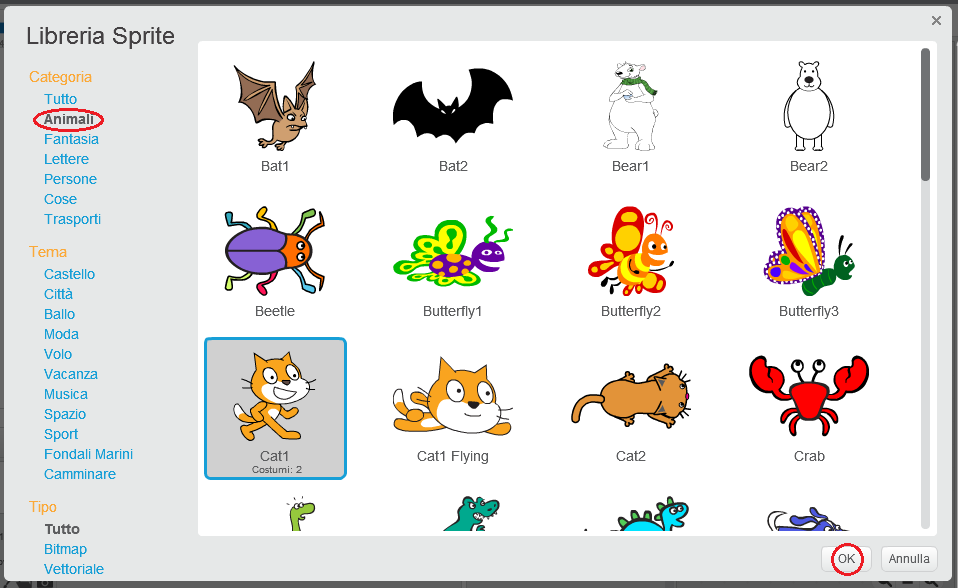 Libreria Sprite
Categoria
Tutto
Animali
Fantasia
Lettere
Persone
Cose
Trasporti
Tema
Castello
Città
Ballo
Moda
Volo
Vacanza
Musica
Spazio
Sport
Fondali Marini
Camminare
Tipo
Tutto
Bitmap
Vettoriale
Bat1 Bat2 Bear1 Bear2
Beetle Butterfly1 Butterfly2 Butterfly3
Cat1 Cat1 Flying Cat2 Crab
Costumi: 2
OK Annulla